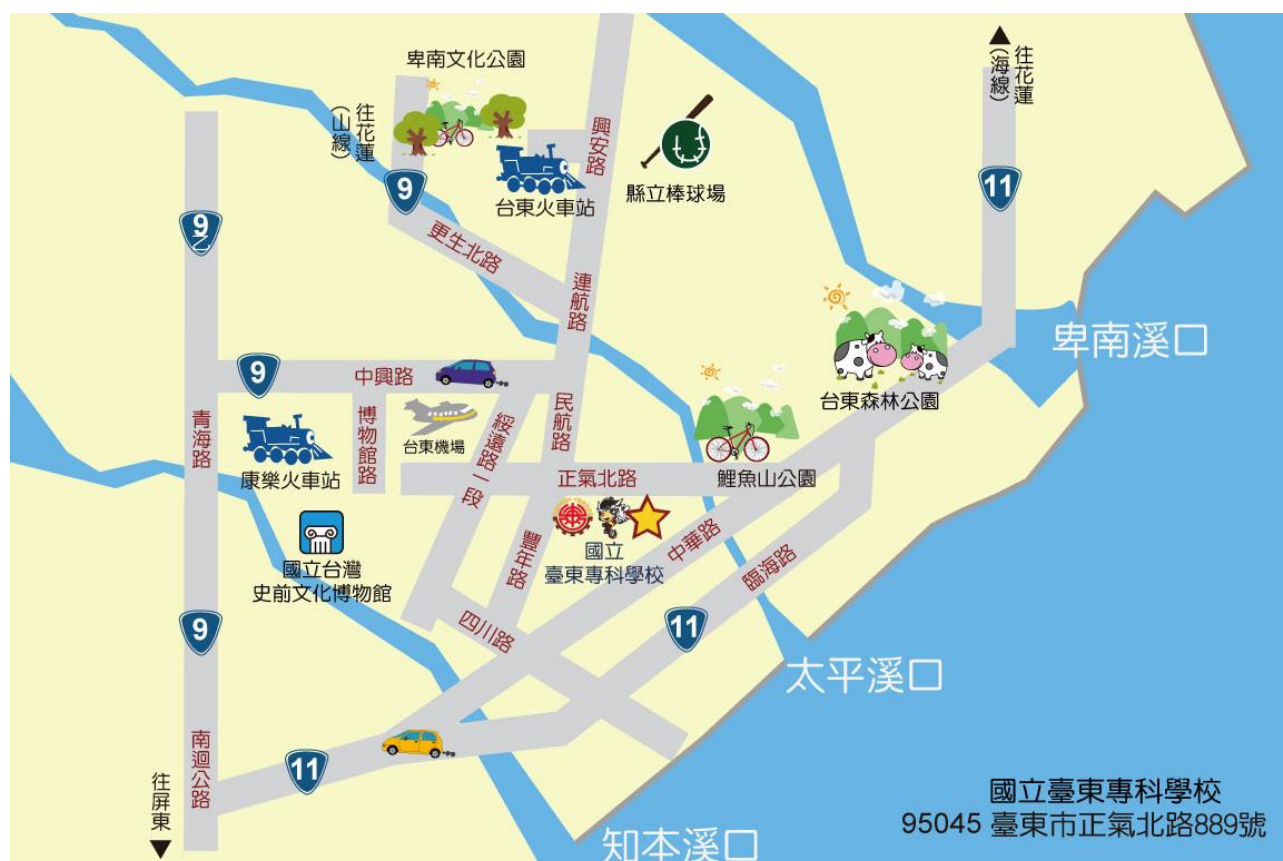 卑南文化公園
往花蓮
(山線)
9
台東火車站
興安路
縣立棒球場
往花蓮
(海線)
11
9乙
更生北路
連航路
卑南溪口
台東森林公園
9
中興路
青海路
康樂火車站
博物館路
台東機場
綏遠路一段
民航路
正氣北路
鯉魚山公園
國立台灣
史前文化博物館
豐年路
國立
臺東專科學校
中華路
臨海路
9
四川路
11
太平溪口
南迴公路
11
往屏東
知本溪口
國立臺東專科學校
95045 臺東市正氣北路889號